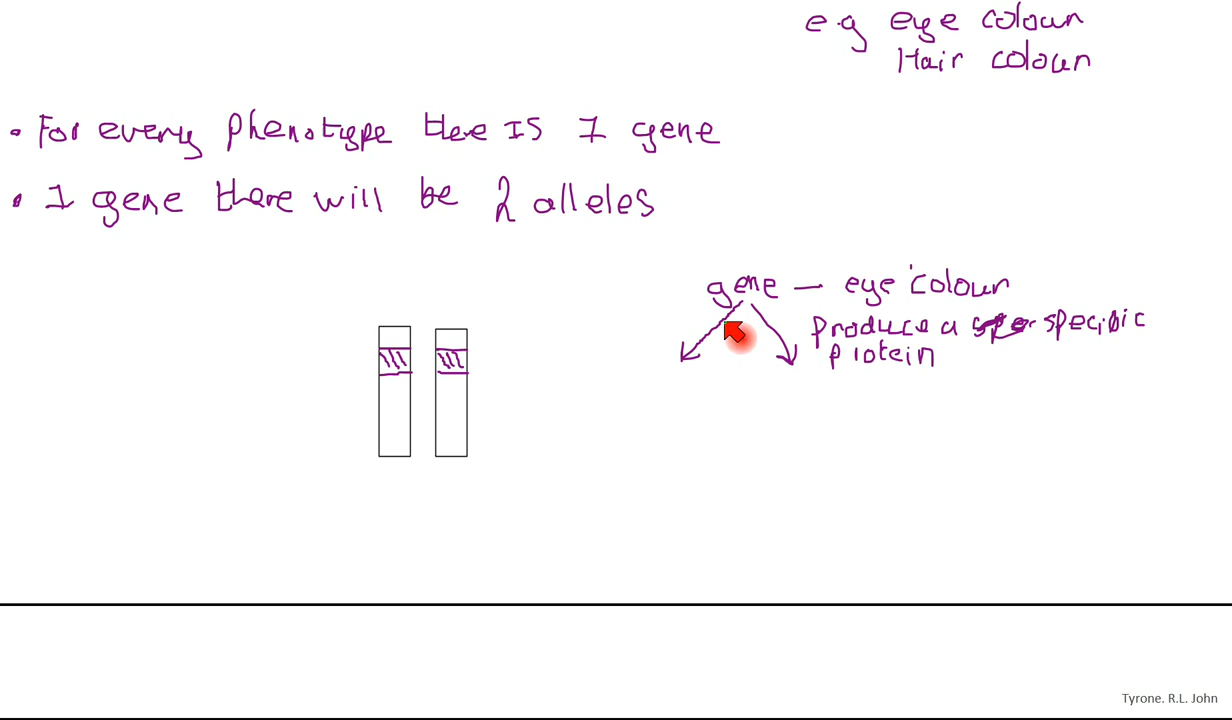 e.g eye colour
Hair colour
• For every phenotype there is 1 gene
• 1 gene there will be 2 alleles
gene — eye colour
produce a specific
protein
Tyrone. R.L. John